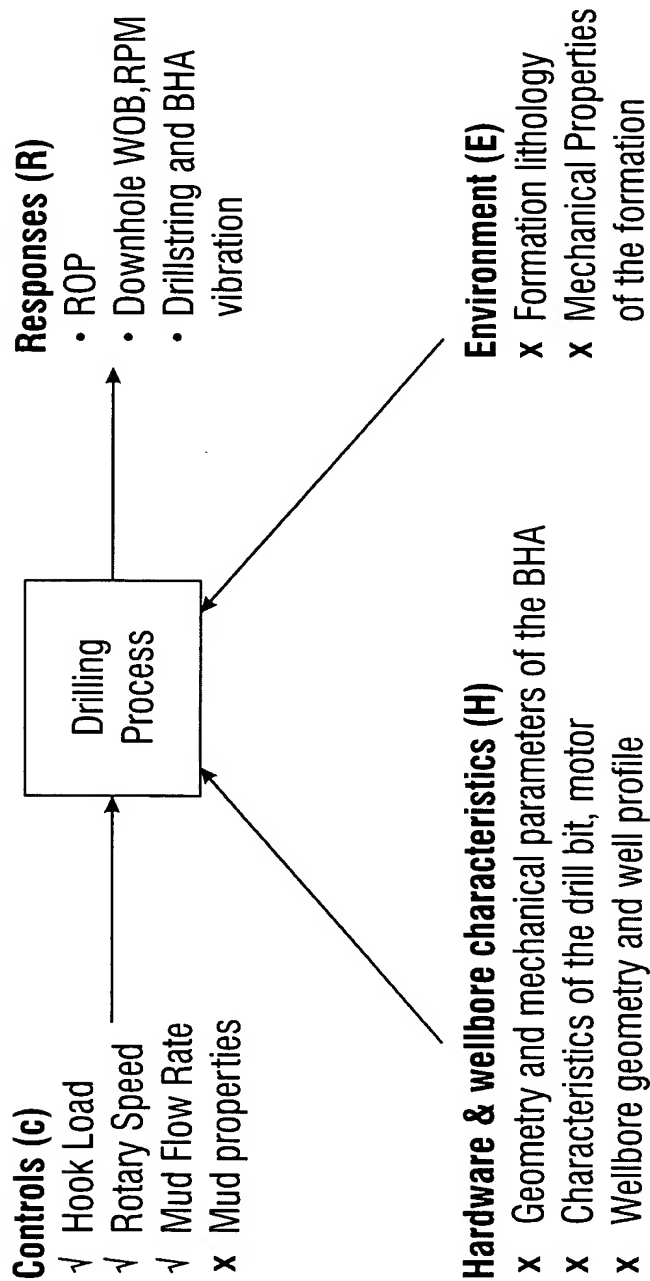 Controls (c)
√ Hook Load
√ Rotary Speed
√ Mud Flow Rate
x Mud properties
Drilling
Process
Responses (R)
• ROP
• Downhole WOB,RPM
• Drillstring and BHA
vibration
Hardware & wellbore characteristics (H)
x Geometry and mechanical parameters of the BHA
x Characteristics of the drill bit, motor
x Wellbore geometry and well profile
Environment (E)
x Formation lithology
x Mechanical Properties
of the formation